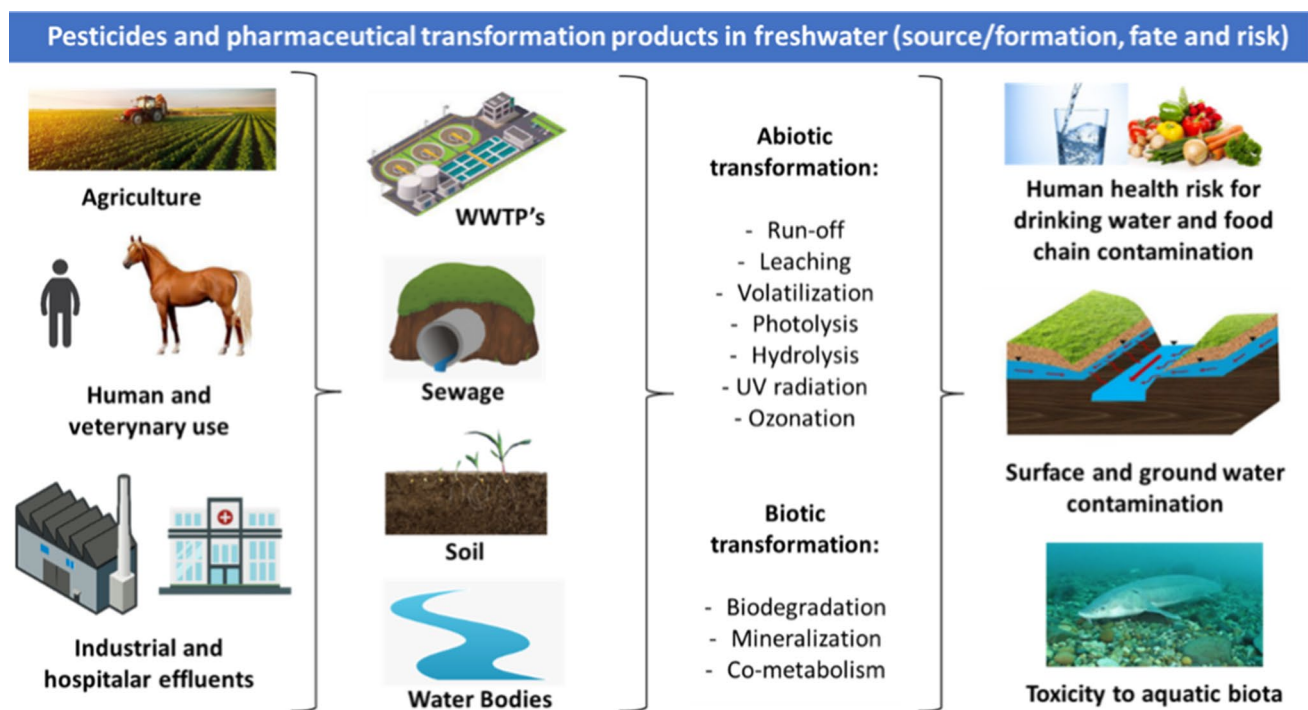 Pesticides and pharmaceutical transformation products in freshwater (source/formation, fate and risk)
Agriculture
Human and
veterynary use
Industrial and
hospitalar effluents
WWTP's
Sewage
Soil
Water Bodies
Abiotic
transformation:
- Run-off
- Leaching
- Volatilization
- Photolysis
- Hydrolysis
- UV radiation
- Ozonation
Biotic
transformation:
- Biodegradation
- Mineralization
- Co-metabolism
Human health risk for
drinking water and food
chain contamination
Surface and ground water
contamination
Toxicity to aquatic biota